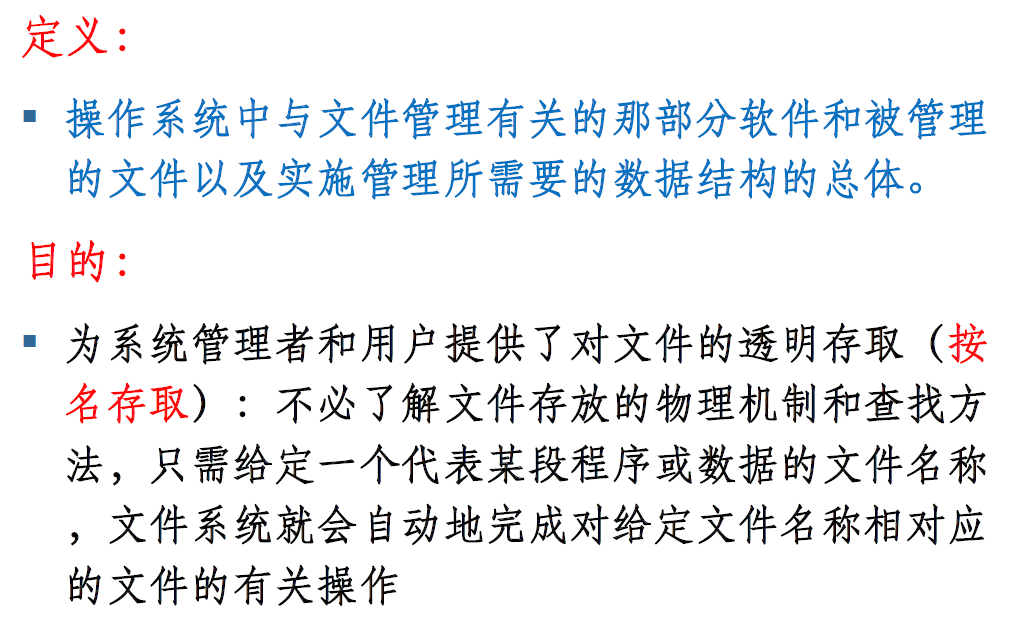 定义：
▪ 操作系统中与文件管理有关的那部分软件和被管理
的文件以及实施管理所需要的数据结构的总体。
目的：
▪ 为系统管理者和用户提供了对文件的透明存取（按
名存取）：不必了解文件存放的物理机制和查找方
法，只需给定一个代表某段程序或数据的文件名称
，文件系统就会自动地完成对给定文件名称相对应
的文件的有关操作